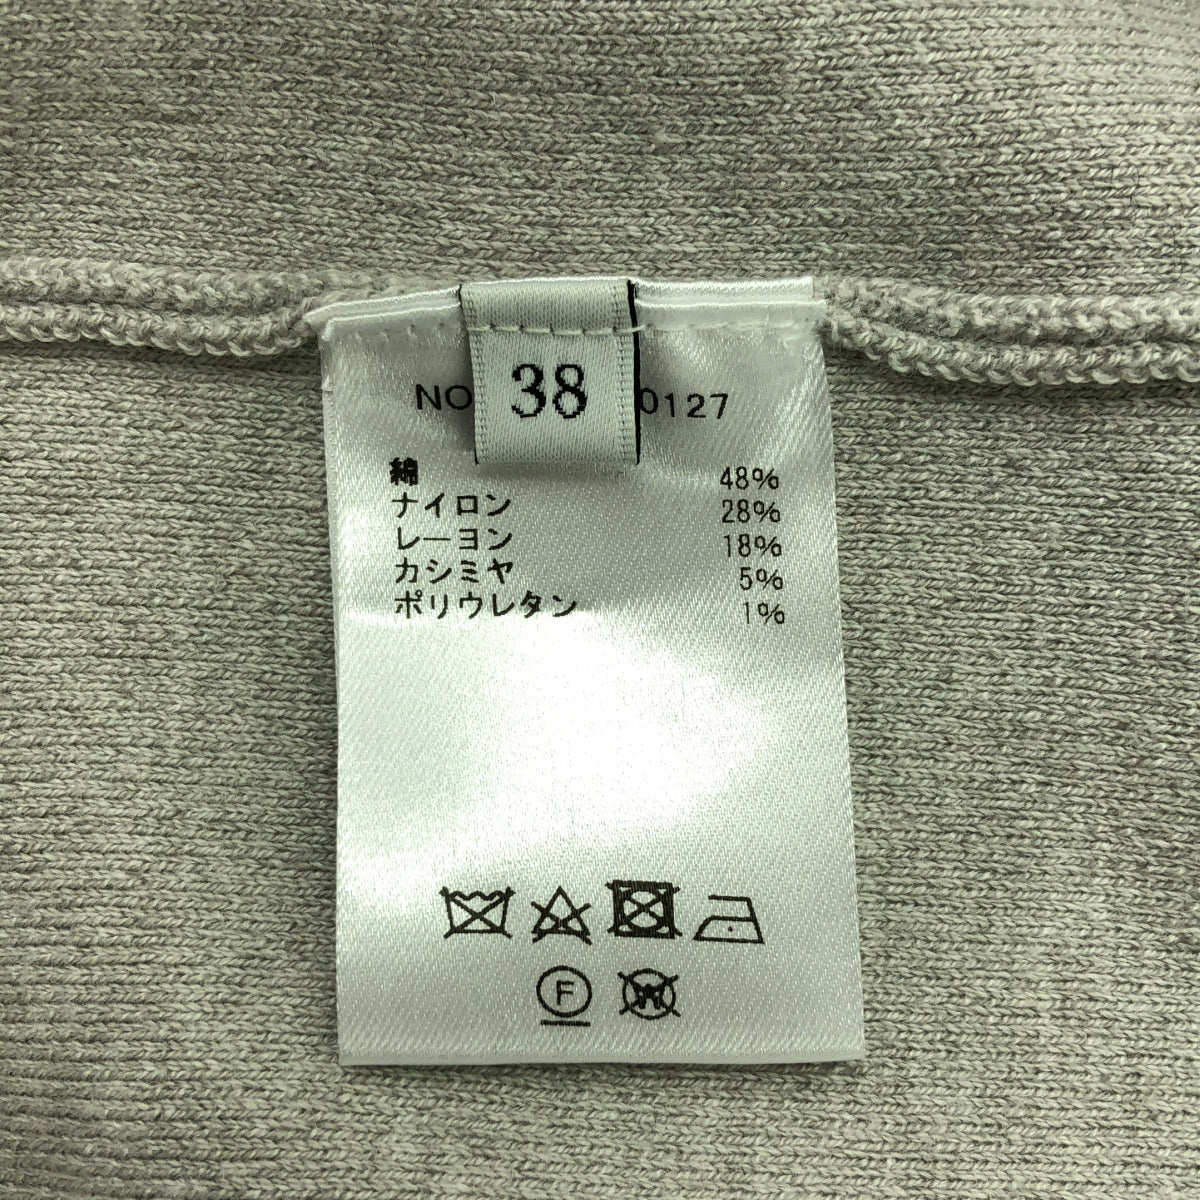 38
NO 0127
綿 48%
ナイロン 28%
レーヨン 18%
カシミヤ 5%
ポリウレタン 1%
F W